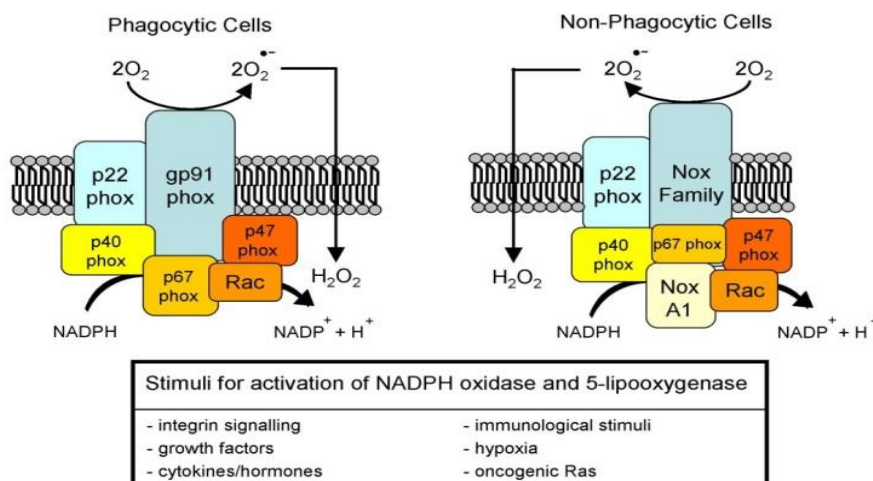 Phagocytic Cells
2O₂
2O₂•−
p22
phox
gp91
phox
p40
phox
p67
phox
p47
phox
Rac
H₂O₂
NADPH
NADP⁺ + H⁺
Non-Phagocytic Cells
2O₂•−
2O₂
p22
phox
Nox
Family
p40
phox
p67 phox
p47
phox
Nox
A1
Rac
H₂O₂
NADPH
NADP⁺ + H⁺
Stimuli for activation of NADPH oxidase and 5-lipooxygenase
- integrin signalling
- growth factors
- cytokines/hormones
- immunological stimuli
- hypoxia
- oncogenic Ras